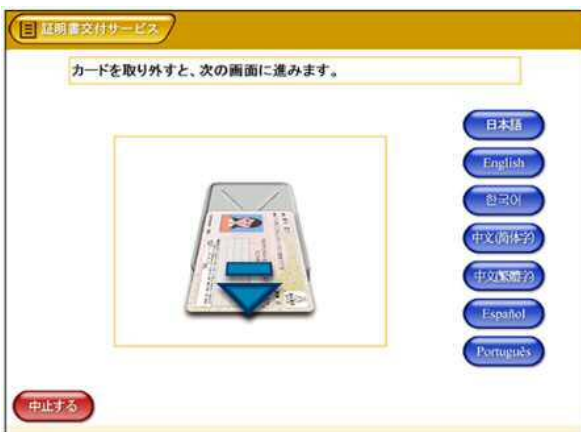 証明書交付サービス
カードを取り外すと、次の画面に進みます。
日本語
English
한국어
中文(简体字)
中文(繁體字)
Español
Português
中止する